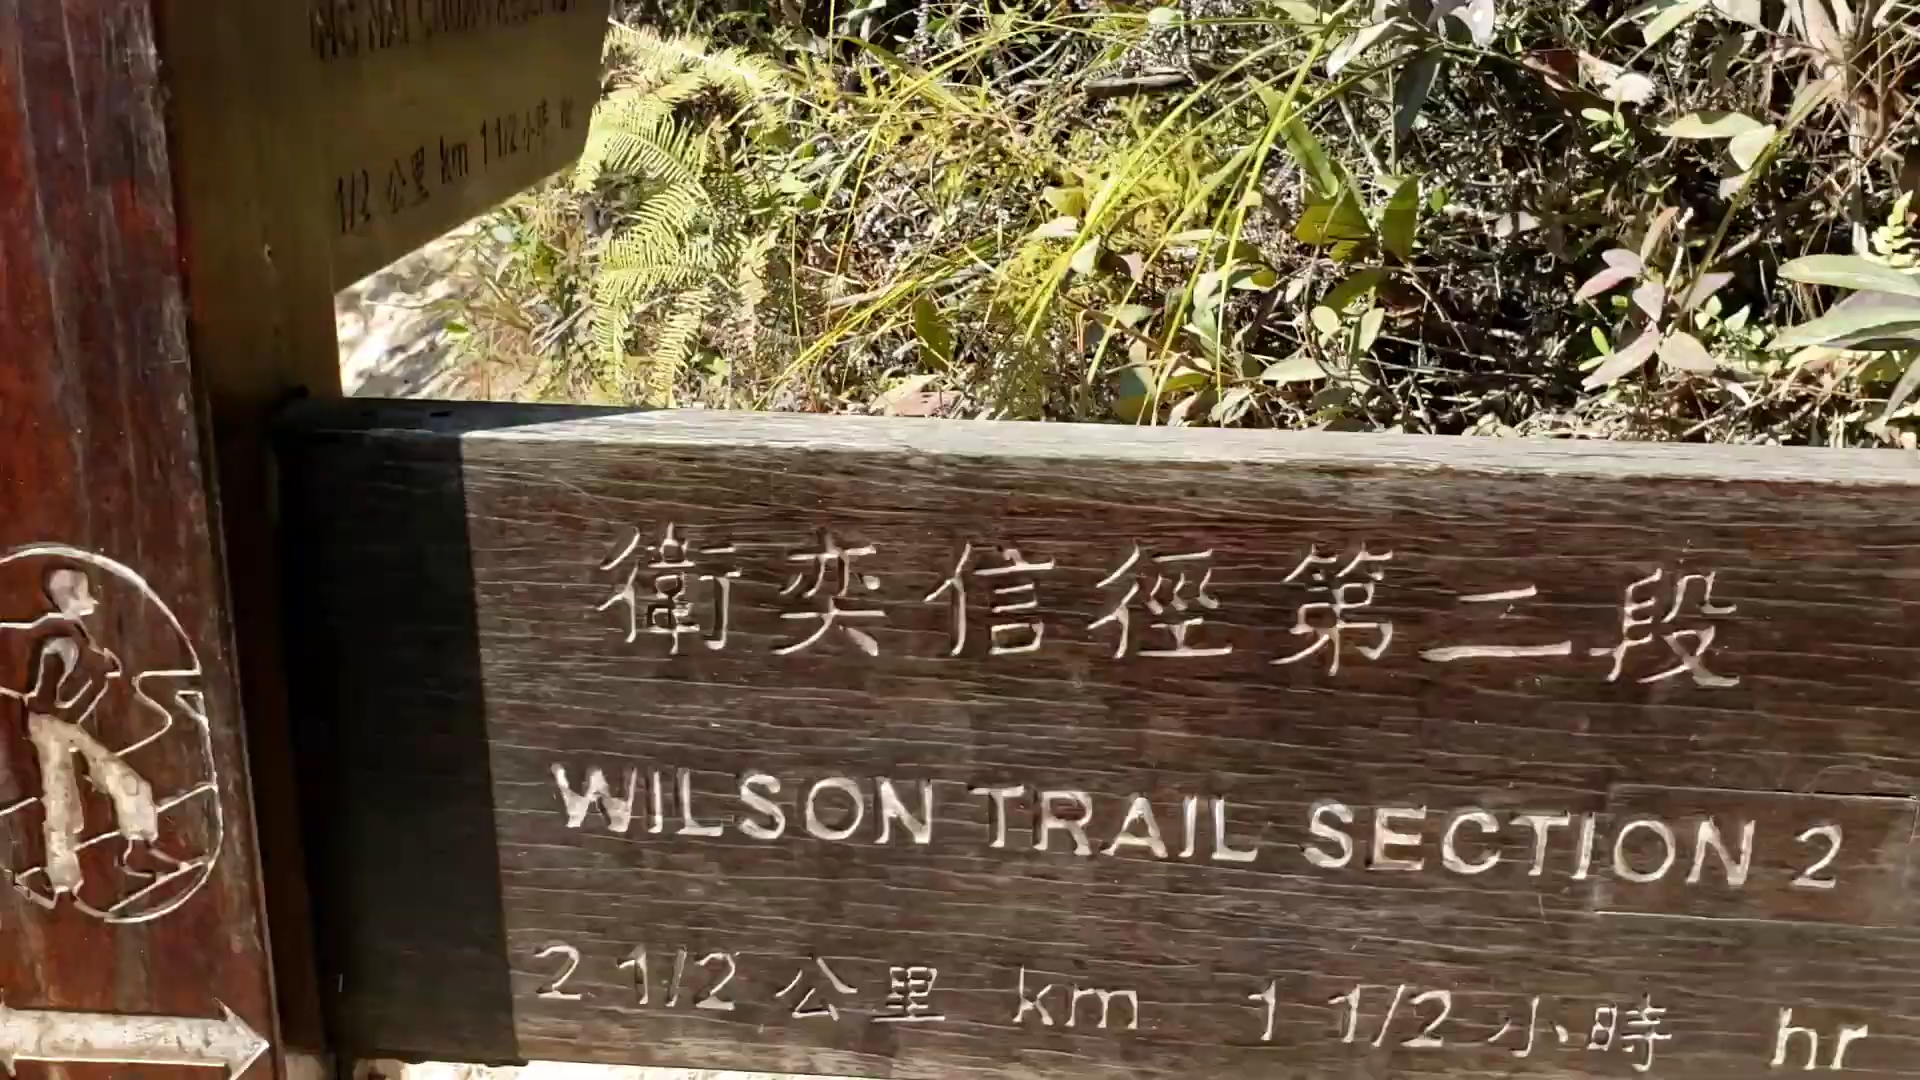 1/2 公里 km 1 1/2 小時
衛奕信徑第二段
WILSON TRAIL SECTION 2
2 1/2 公里 km 1 1/2 小時 hr